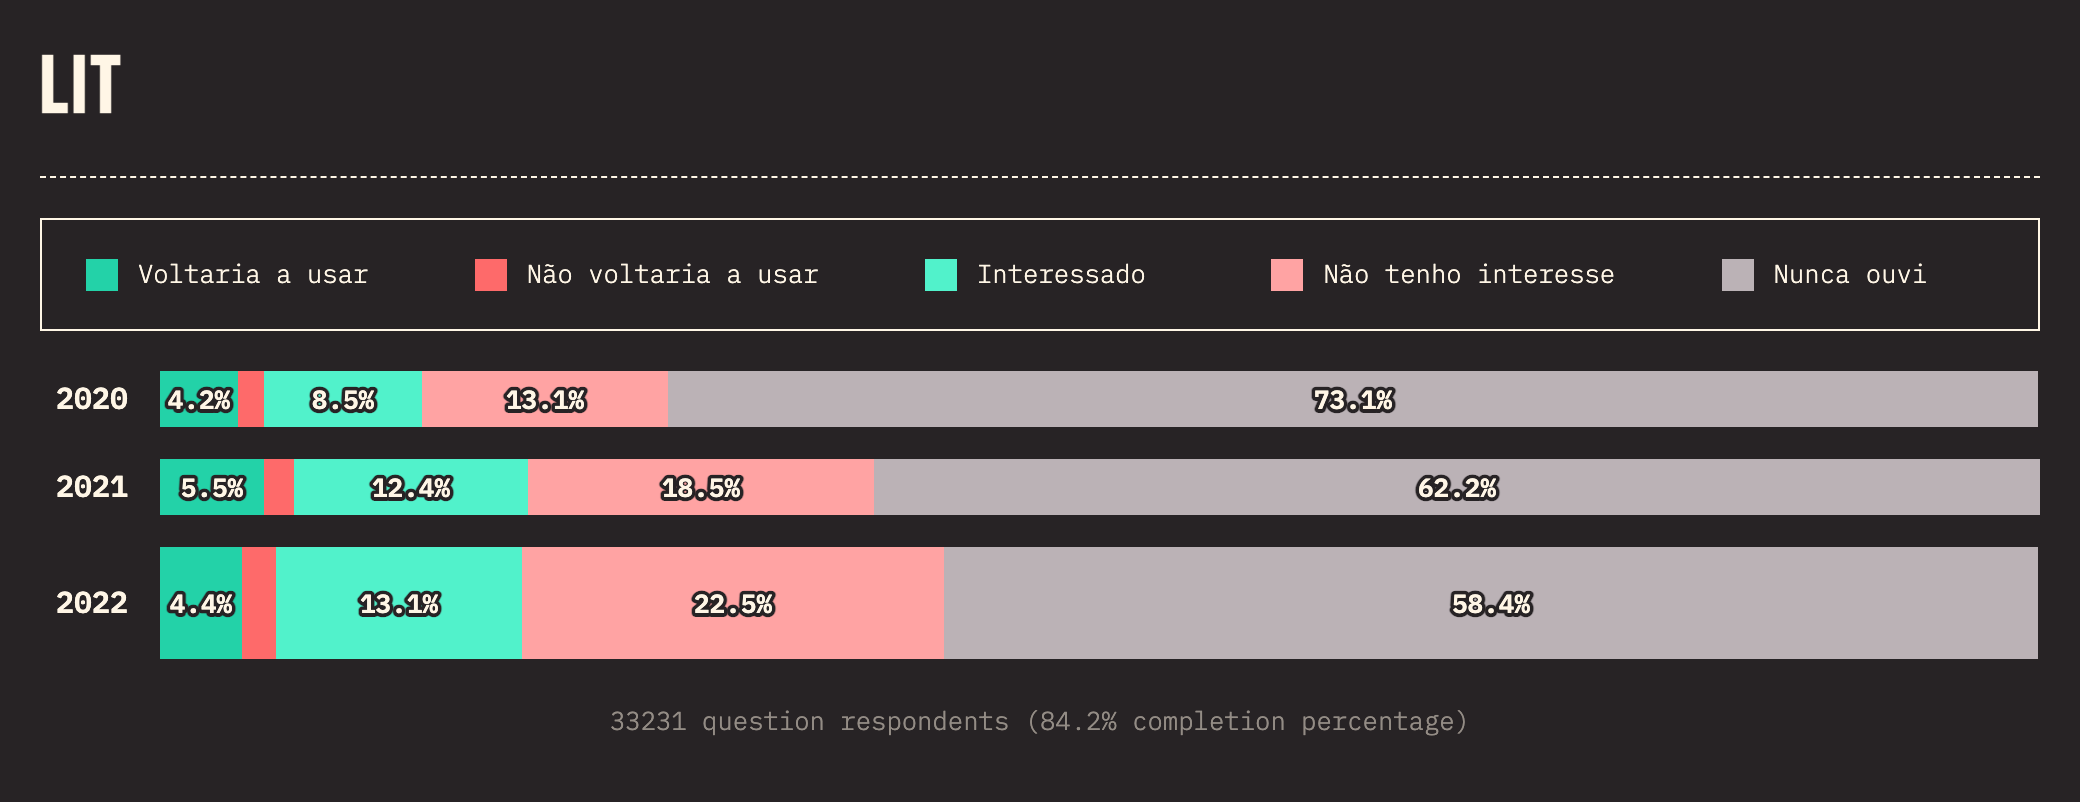 LIT
Voltaria a usar Não voltaria a usar Interessado Não tenho interesse Nunca ouvi
2020 4.2% 8.5% 13.1% 73.1%
2021 5.5% 12.4% 18.5% 62.2%
2022 4.4% 13.1% 22.5% 58.4%
33231 question respondents (84.2% completion percentage)